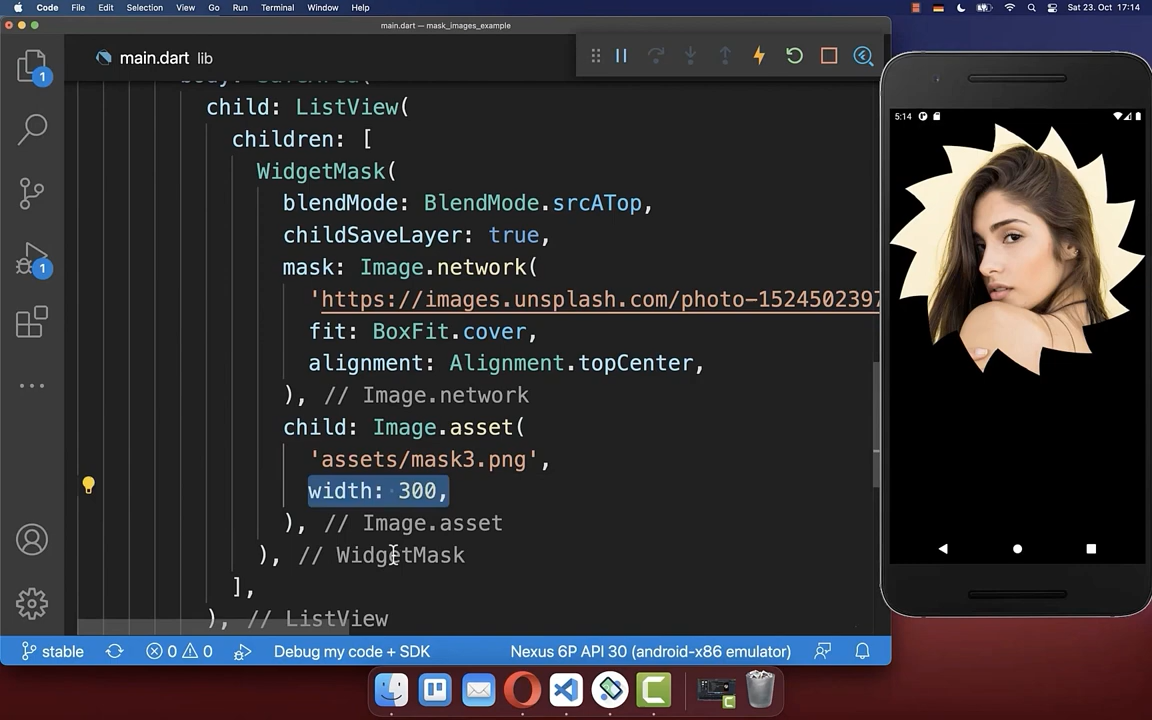 Code File Edit Selection View Go Run Terminal Window Help Sat 23. Oct 17:14
main.dart — mask_images_example
main.dart lib
child: ListView(
children: [
WidgetMask(
blendMode: BlendMode.srcATop,
childSaveLayer: true,
mask: Image.network(
'https://images.unsplash.com/photo-1524502397
fit: BoxFit.cover,
alignment: Alignment.topCenter,
), // Image.network
child: Image.asset(
'assets/mask3.png',
width: 300,
), // Image.asset
), // WidgetMask
],
), // ListView
1
1
stable 0 0 Debug my code + SDK Nexus 6P API 30 (android-x86 emulator)
5:14